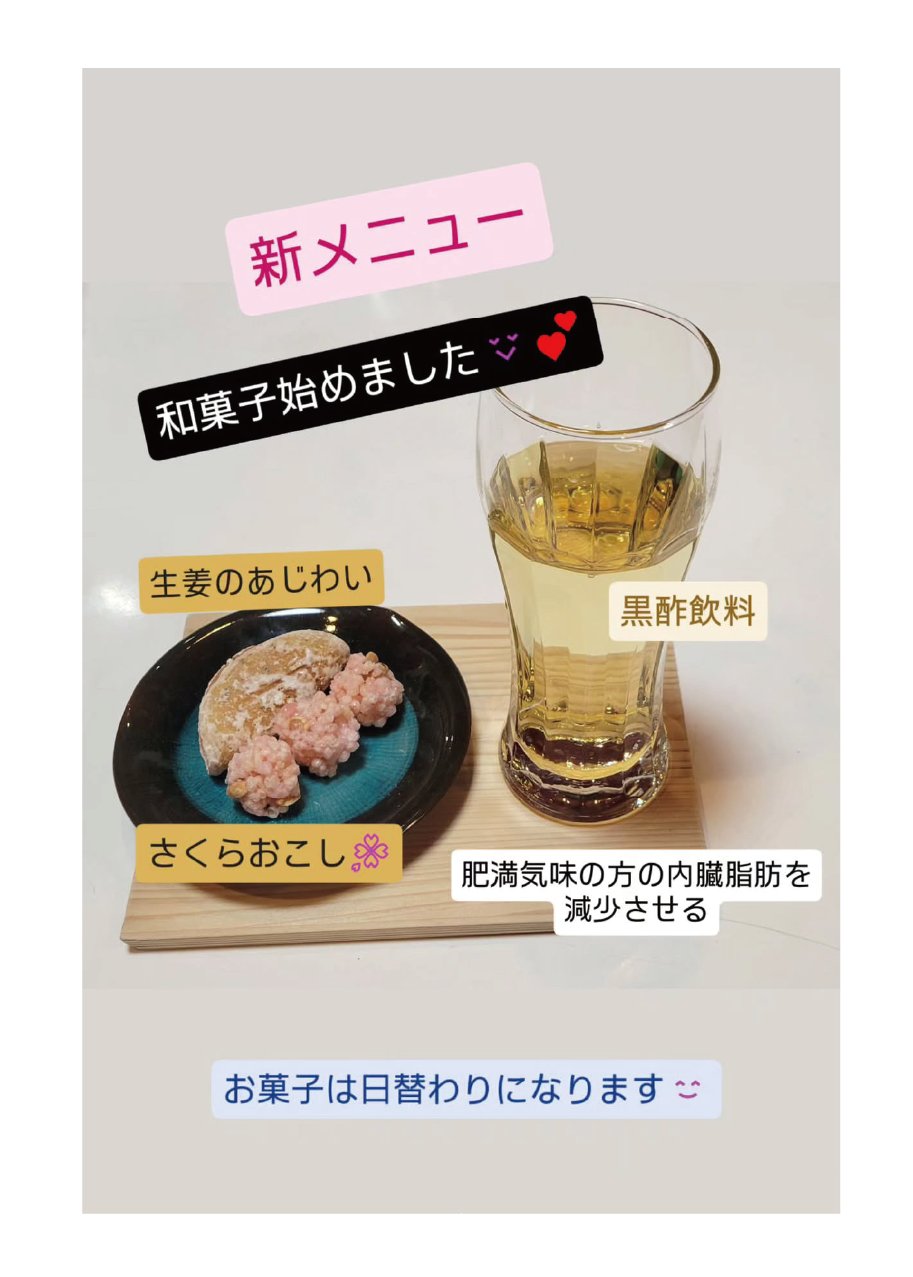 新メニュー
和菓子始めました
生姜のあじわい
黒酢飲料
さくらおこし
肥満気味の方の内臓脂肪を
減少させる
お菓子は日替わりになります